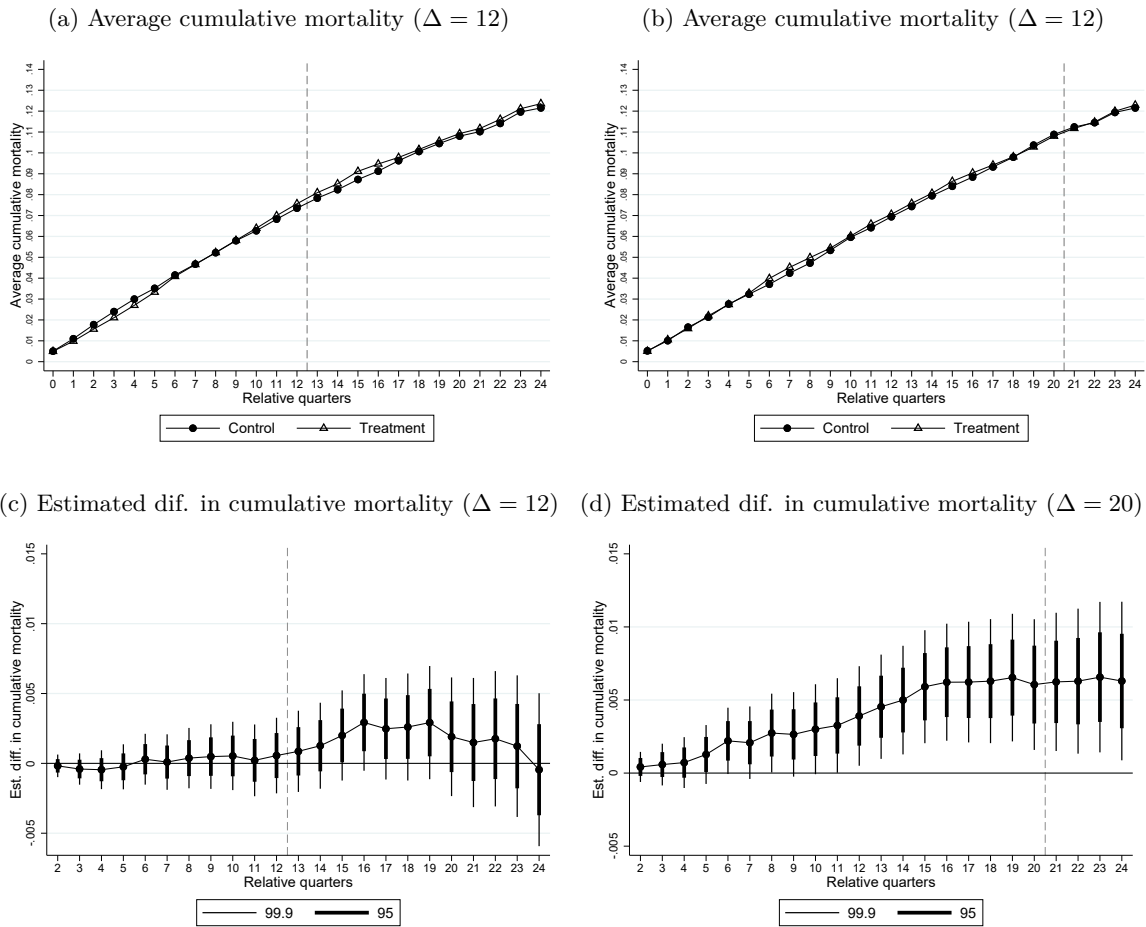 (a) Average cumulative mortality (Δ = 12)
.14
.13
.12
.11
.1
.09
.08
.07
.06
.05
.04
.03
.02
.01
0
Average cumulative mortality
0 1 2 3 4 5 6 7 8 9 10 11 12 13 14 15 16 17 18 19 20 21 22 23 24
Relative quarters
Control Treatment
(b) Average cumulative mortality (Δ = 12)
.14
.13
.12
.11
.1
.09
.08
.07
.06
.05
.04
.03
.02
.01
0
Average cumulative mortality
0 1 2 3 4 5 6 7 8 9 10 11 12 13 14 15 16 17 18 19 20 21 22 23 24
Relative quarters
Control Treatment
(c) Estimated dif. in cumulative mortality (Δ = 12)
.015
.01
.005
0
-.005
Est. diff. in cumulative mortality
2 3 4 5 6 7 8 9 10 11 12 13 14 15 16 17 18 19 20 21 22 23 24
Relative quarters
99.9 95
(d) Estimated dif. in cumulative mortality (Δ = 20)
.015
.01
.005
0
-.005
Est. diff. in cumulative mortality
2 3 4 5 6 7 8 9 10 11 12 13 14 15 16 17 18 19 20 21 22 23 24
Relative quarters
99.9 95